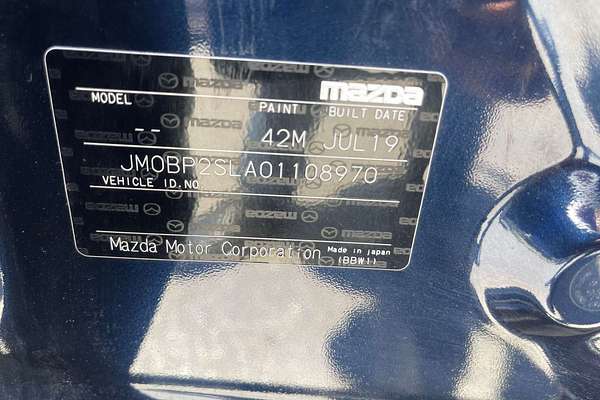 mazda
MODEL PAINT BUILT DATE
-- 42M JUL19
JM0BP2SLA01108970
VEHICLE ID.NO.
Mazda Motor Corporation Made in japan
(BBW1)